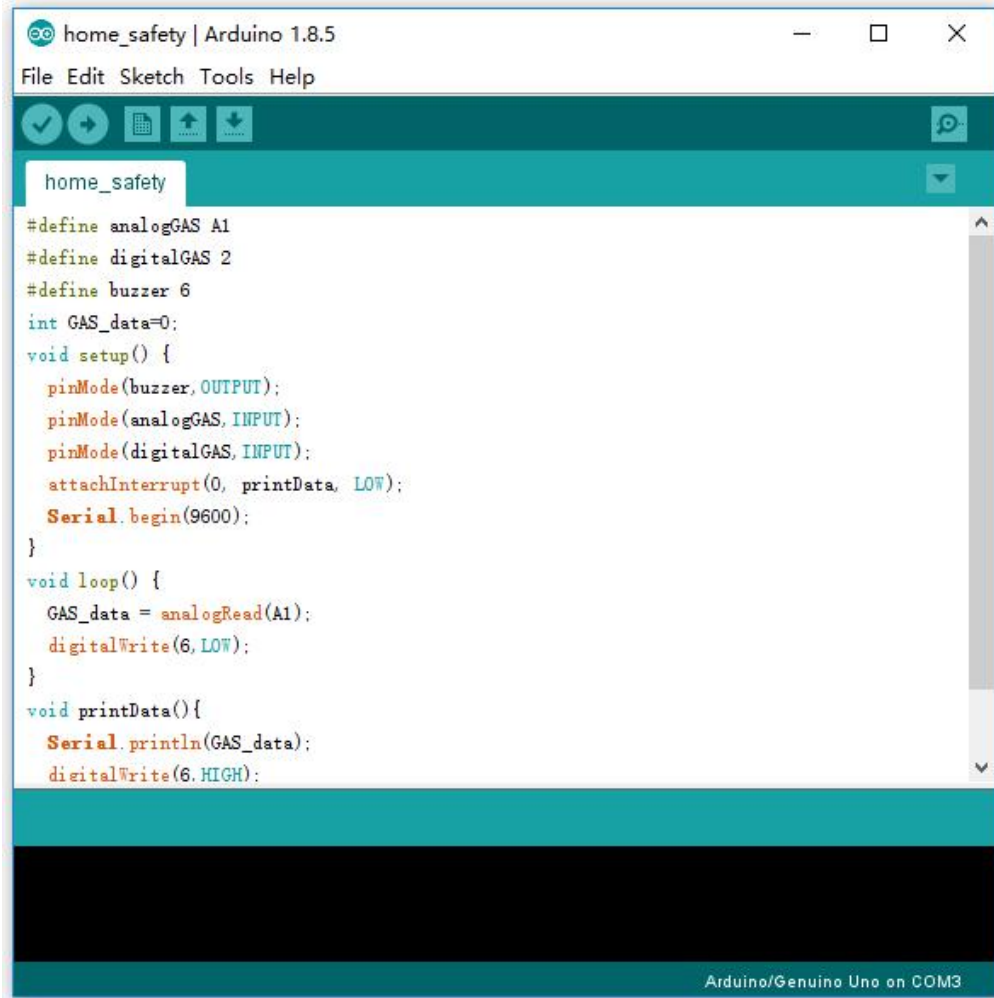 home_safety | Arduino 1.8.5
File Edit Sketch Tools Help
home_safety
#define analogGAS A1
#define digitalGAS 2
#define buzzer 6
int GAS_data=0;
void setup() {
  pinMode(buzzer,OUTPUT);
  pinMode(analogGAS,INPUT);
  pinMode(digitalGAS,INPUT);
  attachInterrupt(0, printData, LOW);
  Serial.begin(9600);
}
void loop() {
  GAS_data = analogRead(A1);
  digitalWrite(6,LOW);
}
void printData(){
  Serial.println(GAS_data);
  digitalWrite(6,HIGH);
Arduino/Genuino Uno on COM3